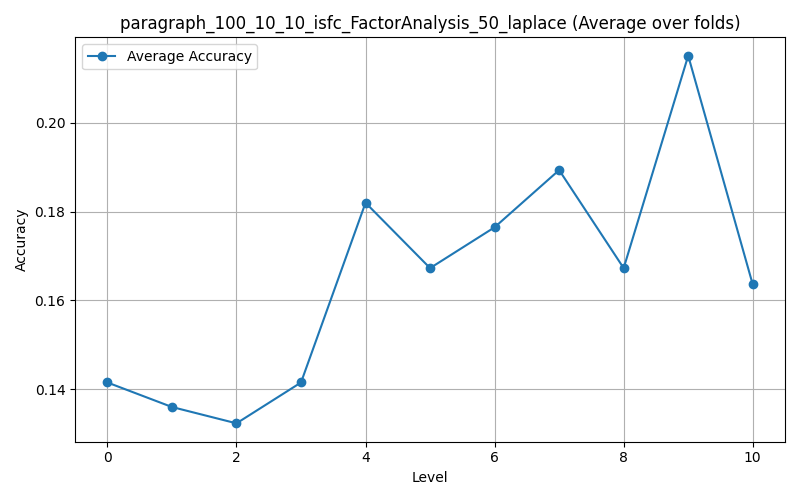 paragraph_100_10_10_isfc_FactorAnalysis_50_laplace (Average over folds)
Average Accuracy
0.20
0.18
0.16
0.14
Accuracy
0 2 4 6 8 10
Level